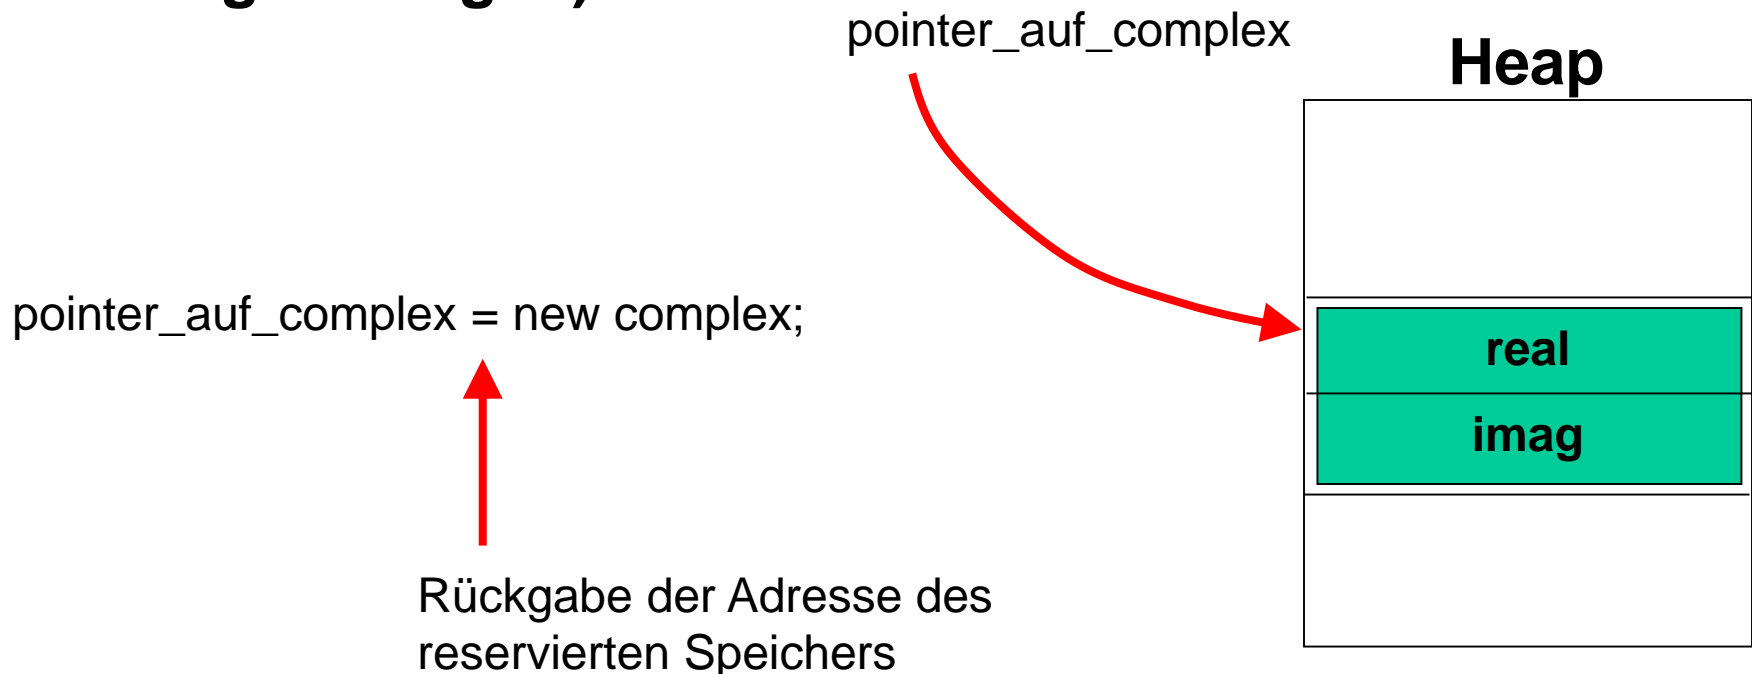 pointer_auf_complex
Heap
pointer_auf_complex = new complex;
real
imag
Rückgabe der Adresse des
reservierten Speichers